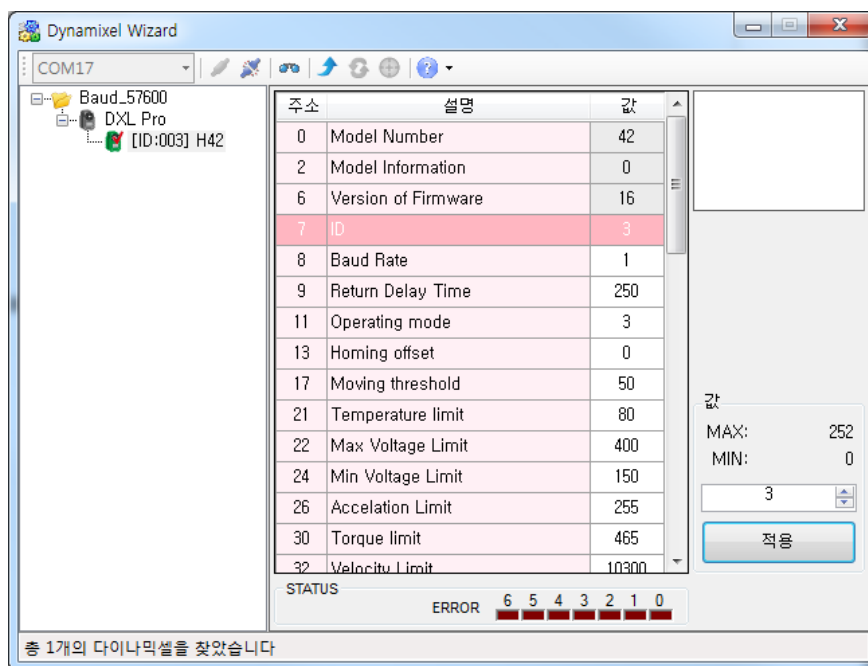 Dynamixel Wizard
COM17
Baud_57600
DXL Pro
[ID:003] H42
주소 설명 값
0 Model Number 42
2 Model Information 0
6 Version of Firmware 16
7 ID 3
8 Baud Rate 1
9 Return Delay Time 250
11 Operating mode 3
13 Homing offset 0
17 Moving threshold 50
21 Temperature limit 80
22 Max Voltage Limit 400
24 Min Voltage Limit 150
26 Accelation Limit 255
30 Torque limit 465
32 Velocity Limit 10300
값
MAX: 252
MIN: 0
3
적용
STATUS
ERROR 6 5 4 3 2 1 0
총 1개의 다이나믹셀을 찾았습니다